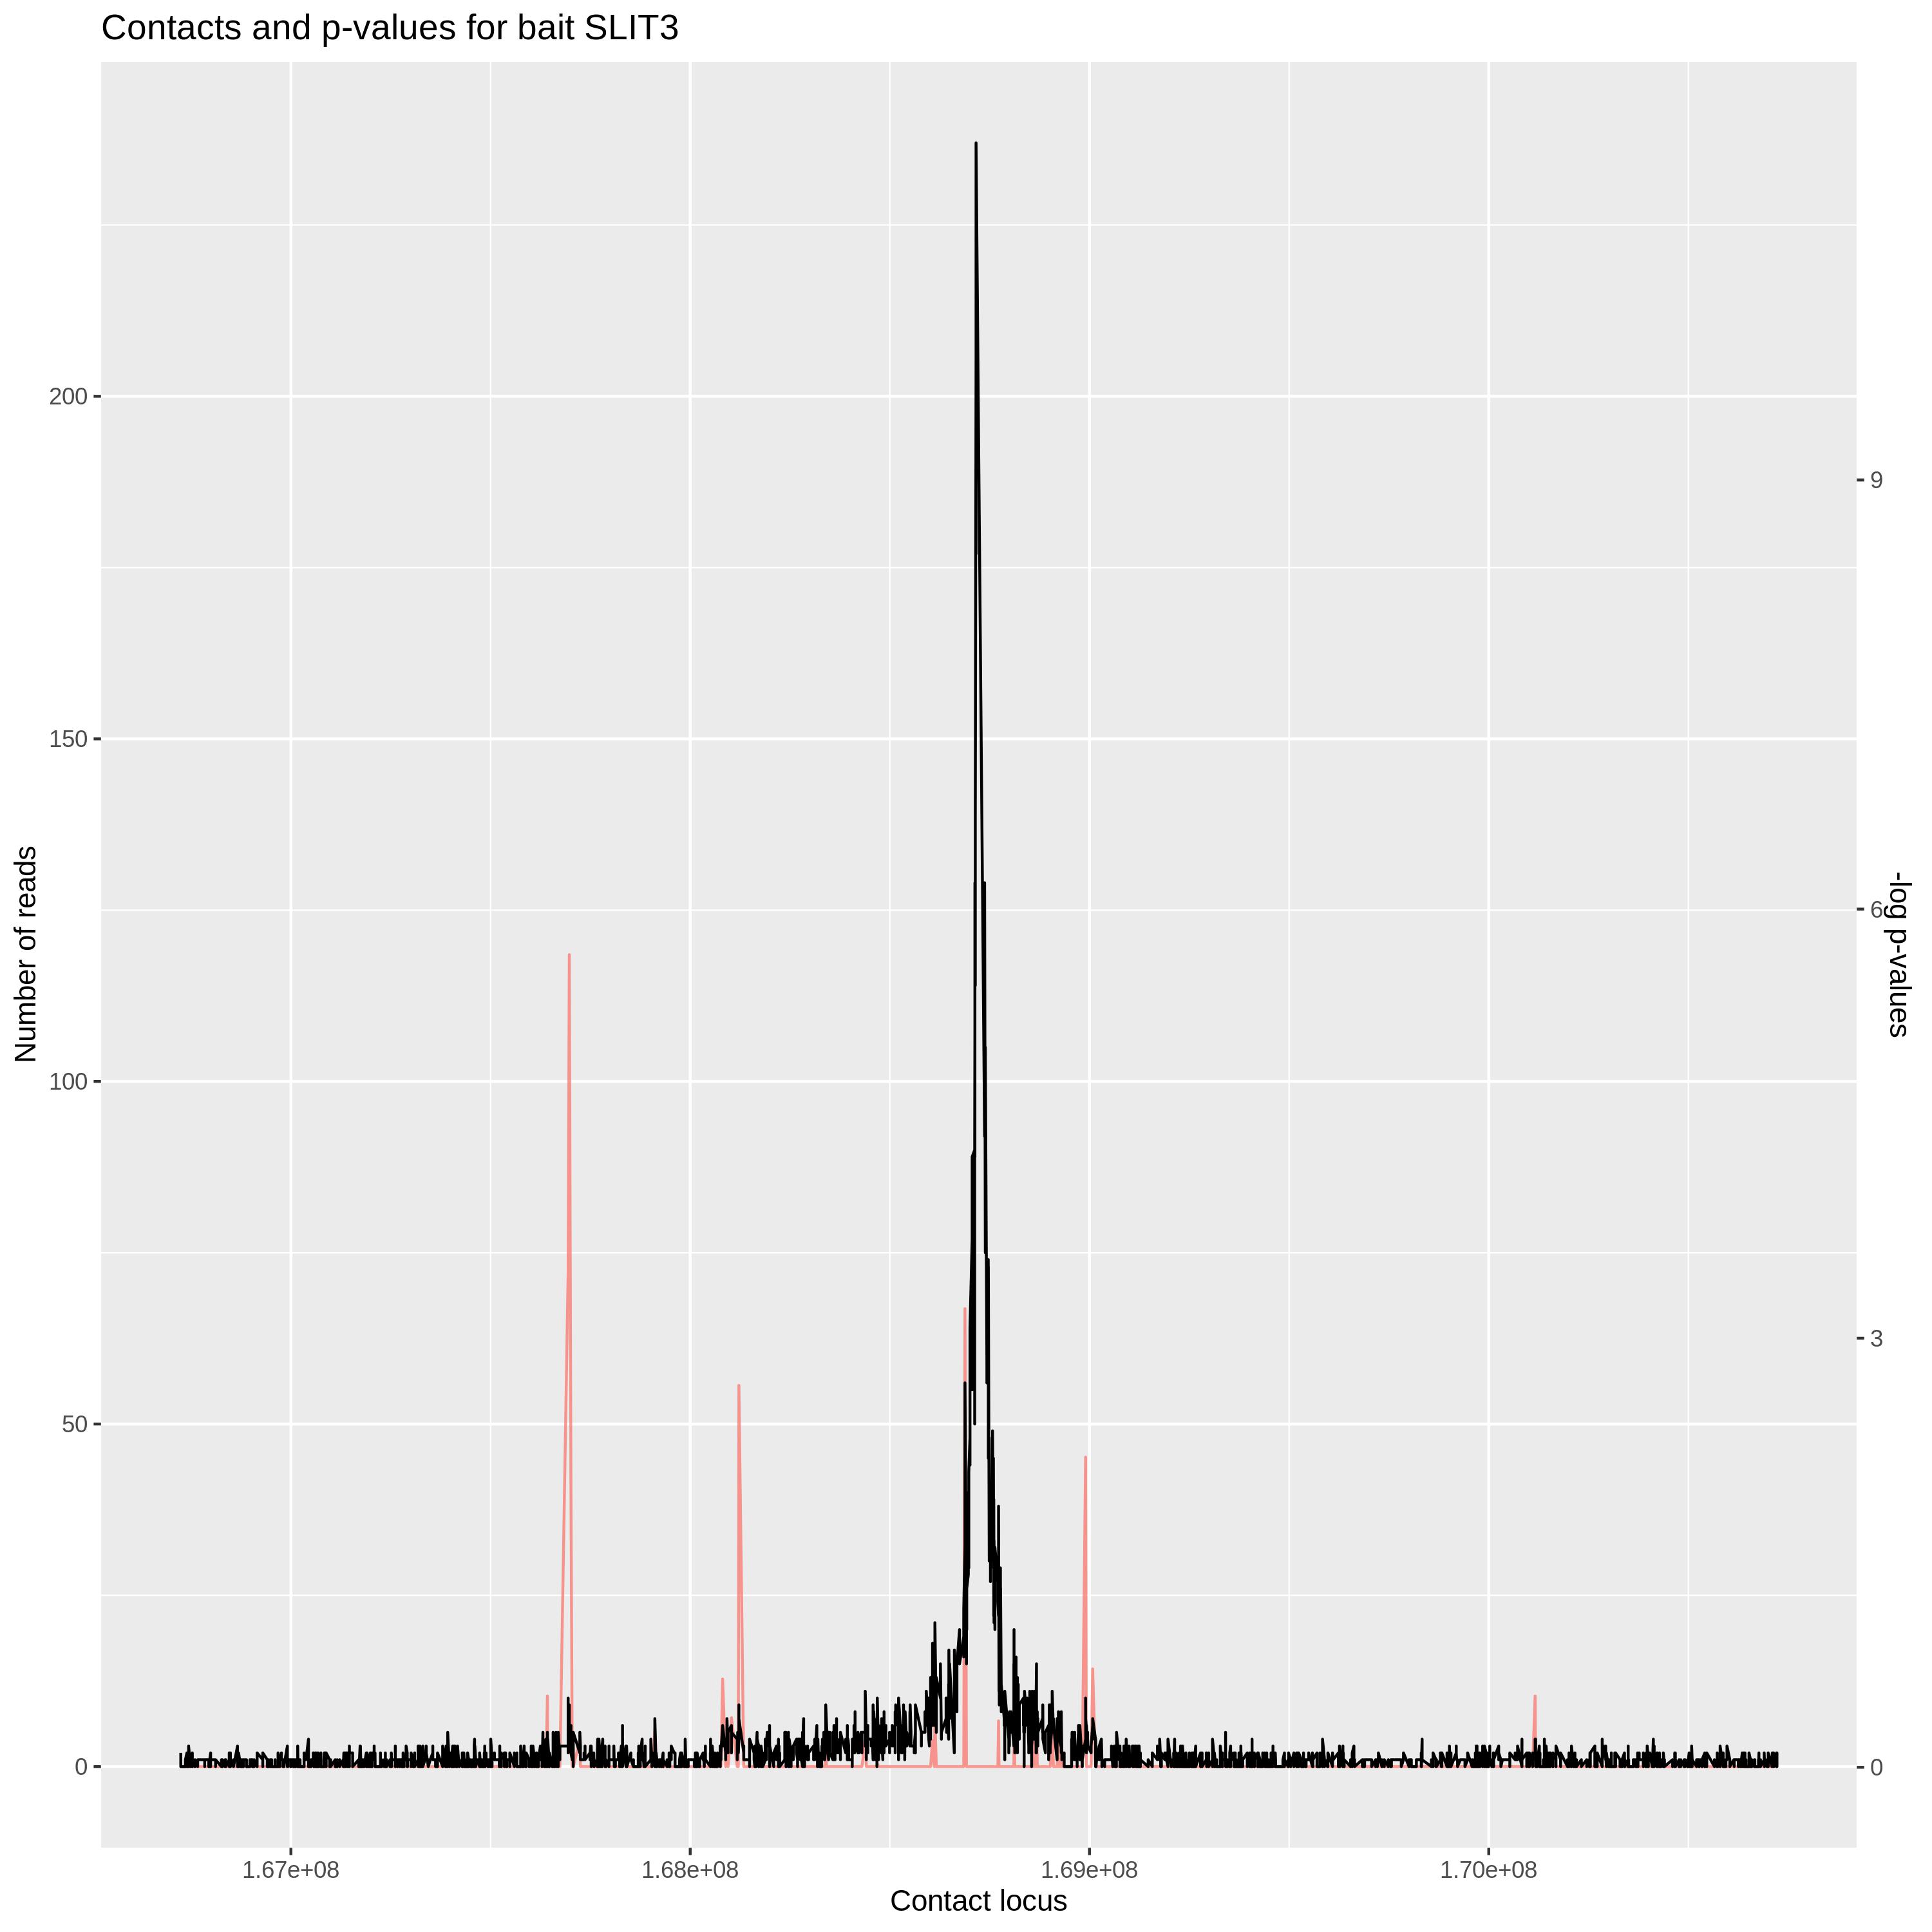 Contacts and p-values for bait SLIT3
200
150
100
50
0
Number of reads
9
6
3
0
-log p-values
1.67e+08
1.68e+08
1.69e+08
1.70e+08
Contact locus